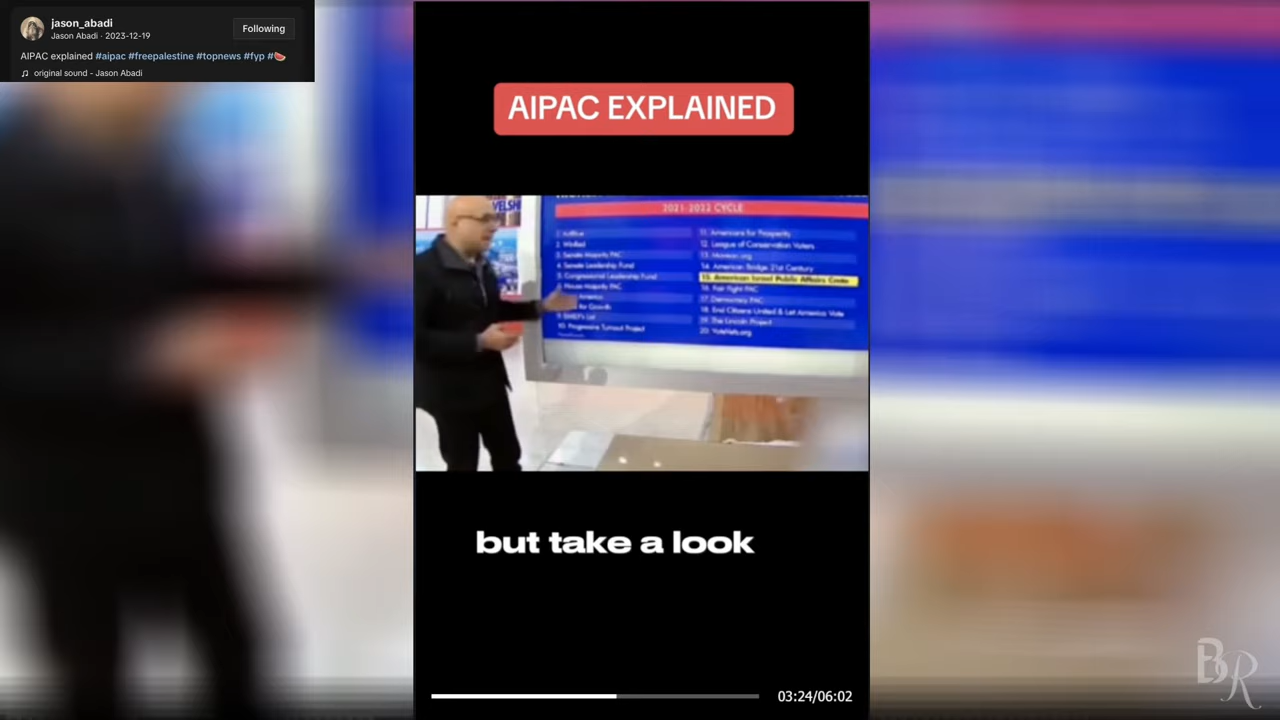 jason_abadi
Jason Abadi · 2023-12-19
Following
AIPAC explained #aipac #freepalestine #topnews #fyp #🍉
original sound - Jason Abadi
AIPAC EXPLAINED
VELSHI
2021-2022 CYCLE
1. ActBlue
2. WinRed
3. Senate Majority PAC
4. Senate Leadership Fund
5. Congressional Leadership Fund
6. House Majority PAC
America
for Growth
9. EMILY's List
10. Progressive Turnout Project
11. Americans for Prosperity
12. League of Conservation Voters
13. Moveon.org
14. American Bridge 21st Century
15. American Israel Public Affairs Cmte
16. Fair Fight PAC
17. Democracy PAC
18. End Citizens United & Let America Vote
19. The Lincoln Project
20. VoteVets.org
but take a look
03:24/06:02
BR